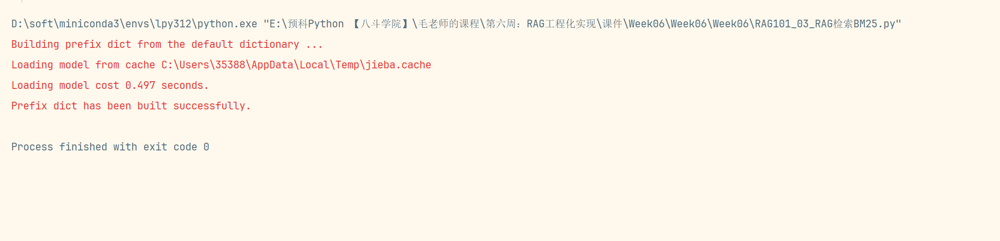 D:\soft\miniconda3\envs\lpy312\python.exe "E:\预科Python 【八斗学院】\毛老师的课程\第六周：RAG工程化实现\课件\Week06\Week06\Week06\RAG101_03_RAG检索BM25.py"
Building prefix dict from the default dictionary ...
Loading model from cache C:\Users\35388\AppData\Local\Temp\jieba.cache
Loading model cost 0.497 seconds.
Prefix dict has been built successfully.
Process finished with exit code 0